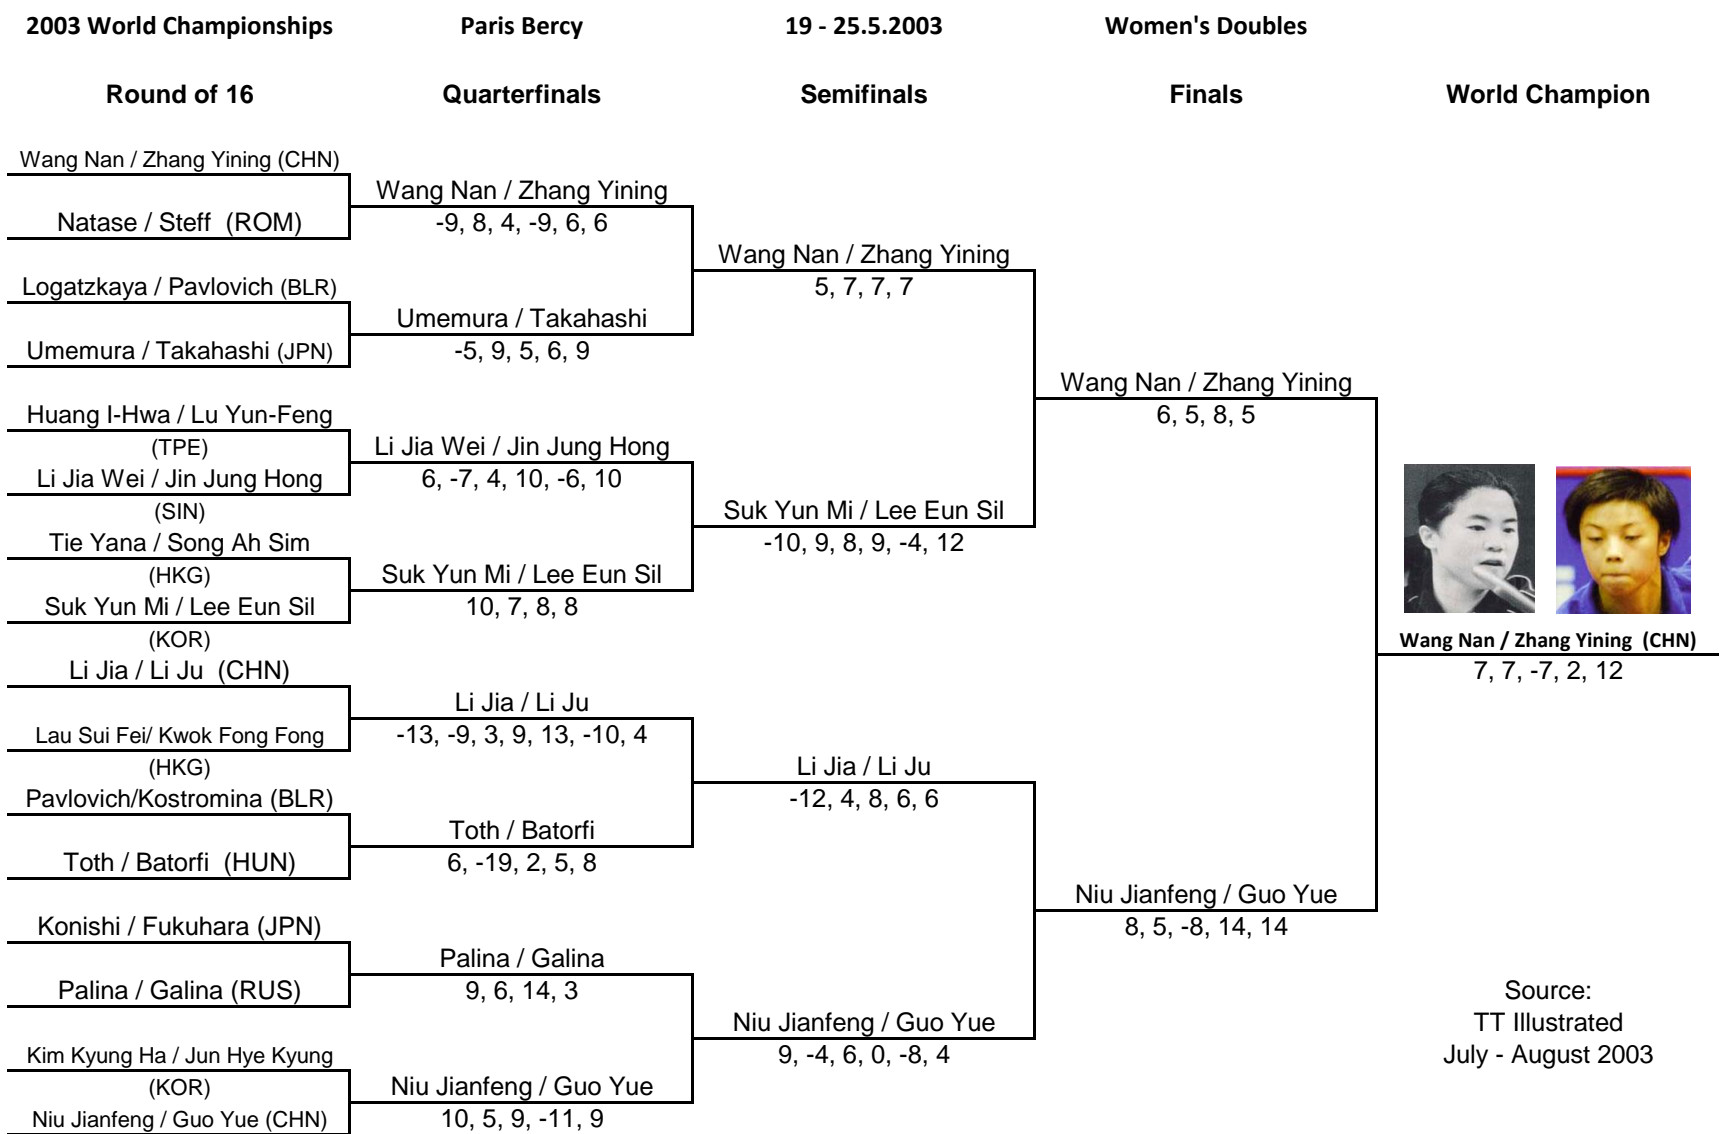 2003 World Championships
Paris Bercy
19 - 25.5.2003
Women's Doubles
Round of 16
Quarterfinals
Semifinals
Finals
World Champion
Wang Nan / Zhang Yining (CHN)
Natase / Steff (ROM)
Logatzkaya / Pavlovich (BLR)
Umemura / Takahashi (JPN)
Huang I-Hwa / Lu Yun-Feng
(TPE)
Li Jia Wei / Jin Jung Hong
(SIN)
Tie Yana / Song Ah Sim
(HKG)
Suk Yun Mi / Lee Eun Sil
(KOR)
Li Jia / Li Ju (CHN)
Lau Sui Fei/ Kwok Fong Fong
(HKG)
Pavlovich/Kostromina (BLR)
Toth / Batorfi (HUN)
Konishi / Fukuhara (JPN)
Palina / Galina (RUS)
Kim Kyung Ha / Jun Hye Kyung
(KOR)
Niu Jianfeng / Guo Yue (CHN)
Wang Nan / Zhang Yining
-9, 8, 4, -9, 6, 6
Umemura / Takahashi
-5, 9, 5, 6, 9
Li Jia Wei / Jin Jung Hong
6, -7, 4, 10, -6, 10
Suk Yun Mi / Lee Eun Sil
10, 7, 8, 8
Li Jia / Li Ju
-13, -9, 3, 9, 13, -10, 4
Toth / Batorfi
6, -19, 2, 5, 8
Palina / Galina
9, 6, 14, 3
Niu Jianfeng / Guo Yue
10, 5, 9, -11, 9
Wang Nan / Zhang Yining
5, 7, 7, 7
Suk Yun Mi / Lee Eun Sil
-10, 9, 8, 9, -4, 12
Li Jia / Li Ju
-12, 4, 8, 6, 6
Niu Jianfeng / Guo Yue
9, -4, 6, 0, -8, 4
Wang Nan / Zhang Yining
6, 5, 8, 5
Niu Jianfeng / Guo Yue
8, 5, -8, 14, 14
Wang Nan / Zhang Yining (CHN)
7, 7, -7, 2, 12
Source:
TT Illustrated
July - August 2003